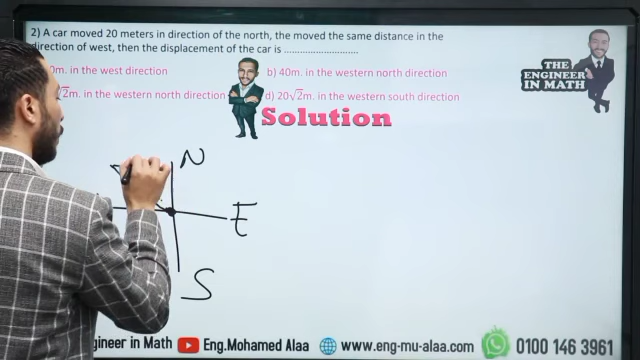 2) A car moved 20 meters in direction of the north, the moved the same distance in the
direction of west, then the displacement of the car is ..............................
0m. in the west direction
b) 40m. in the western north direction
√2m. in the western north direction
d) 20√2m. in the western south direction
THE
ENGINEER
IN MATH
Solution
N
E
S
gineer in Math
Eng.Mohamed Alaa
www.eng-mu-alaa.com
0100 146 3961